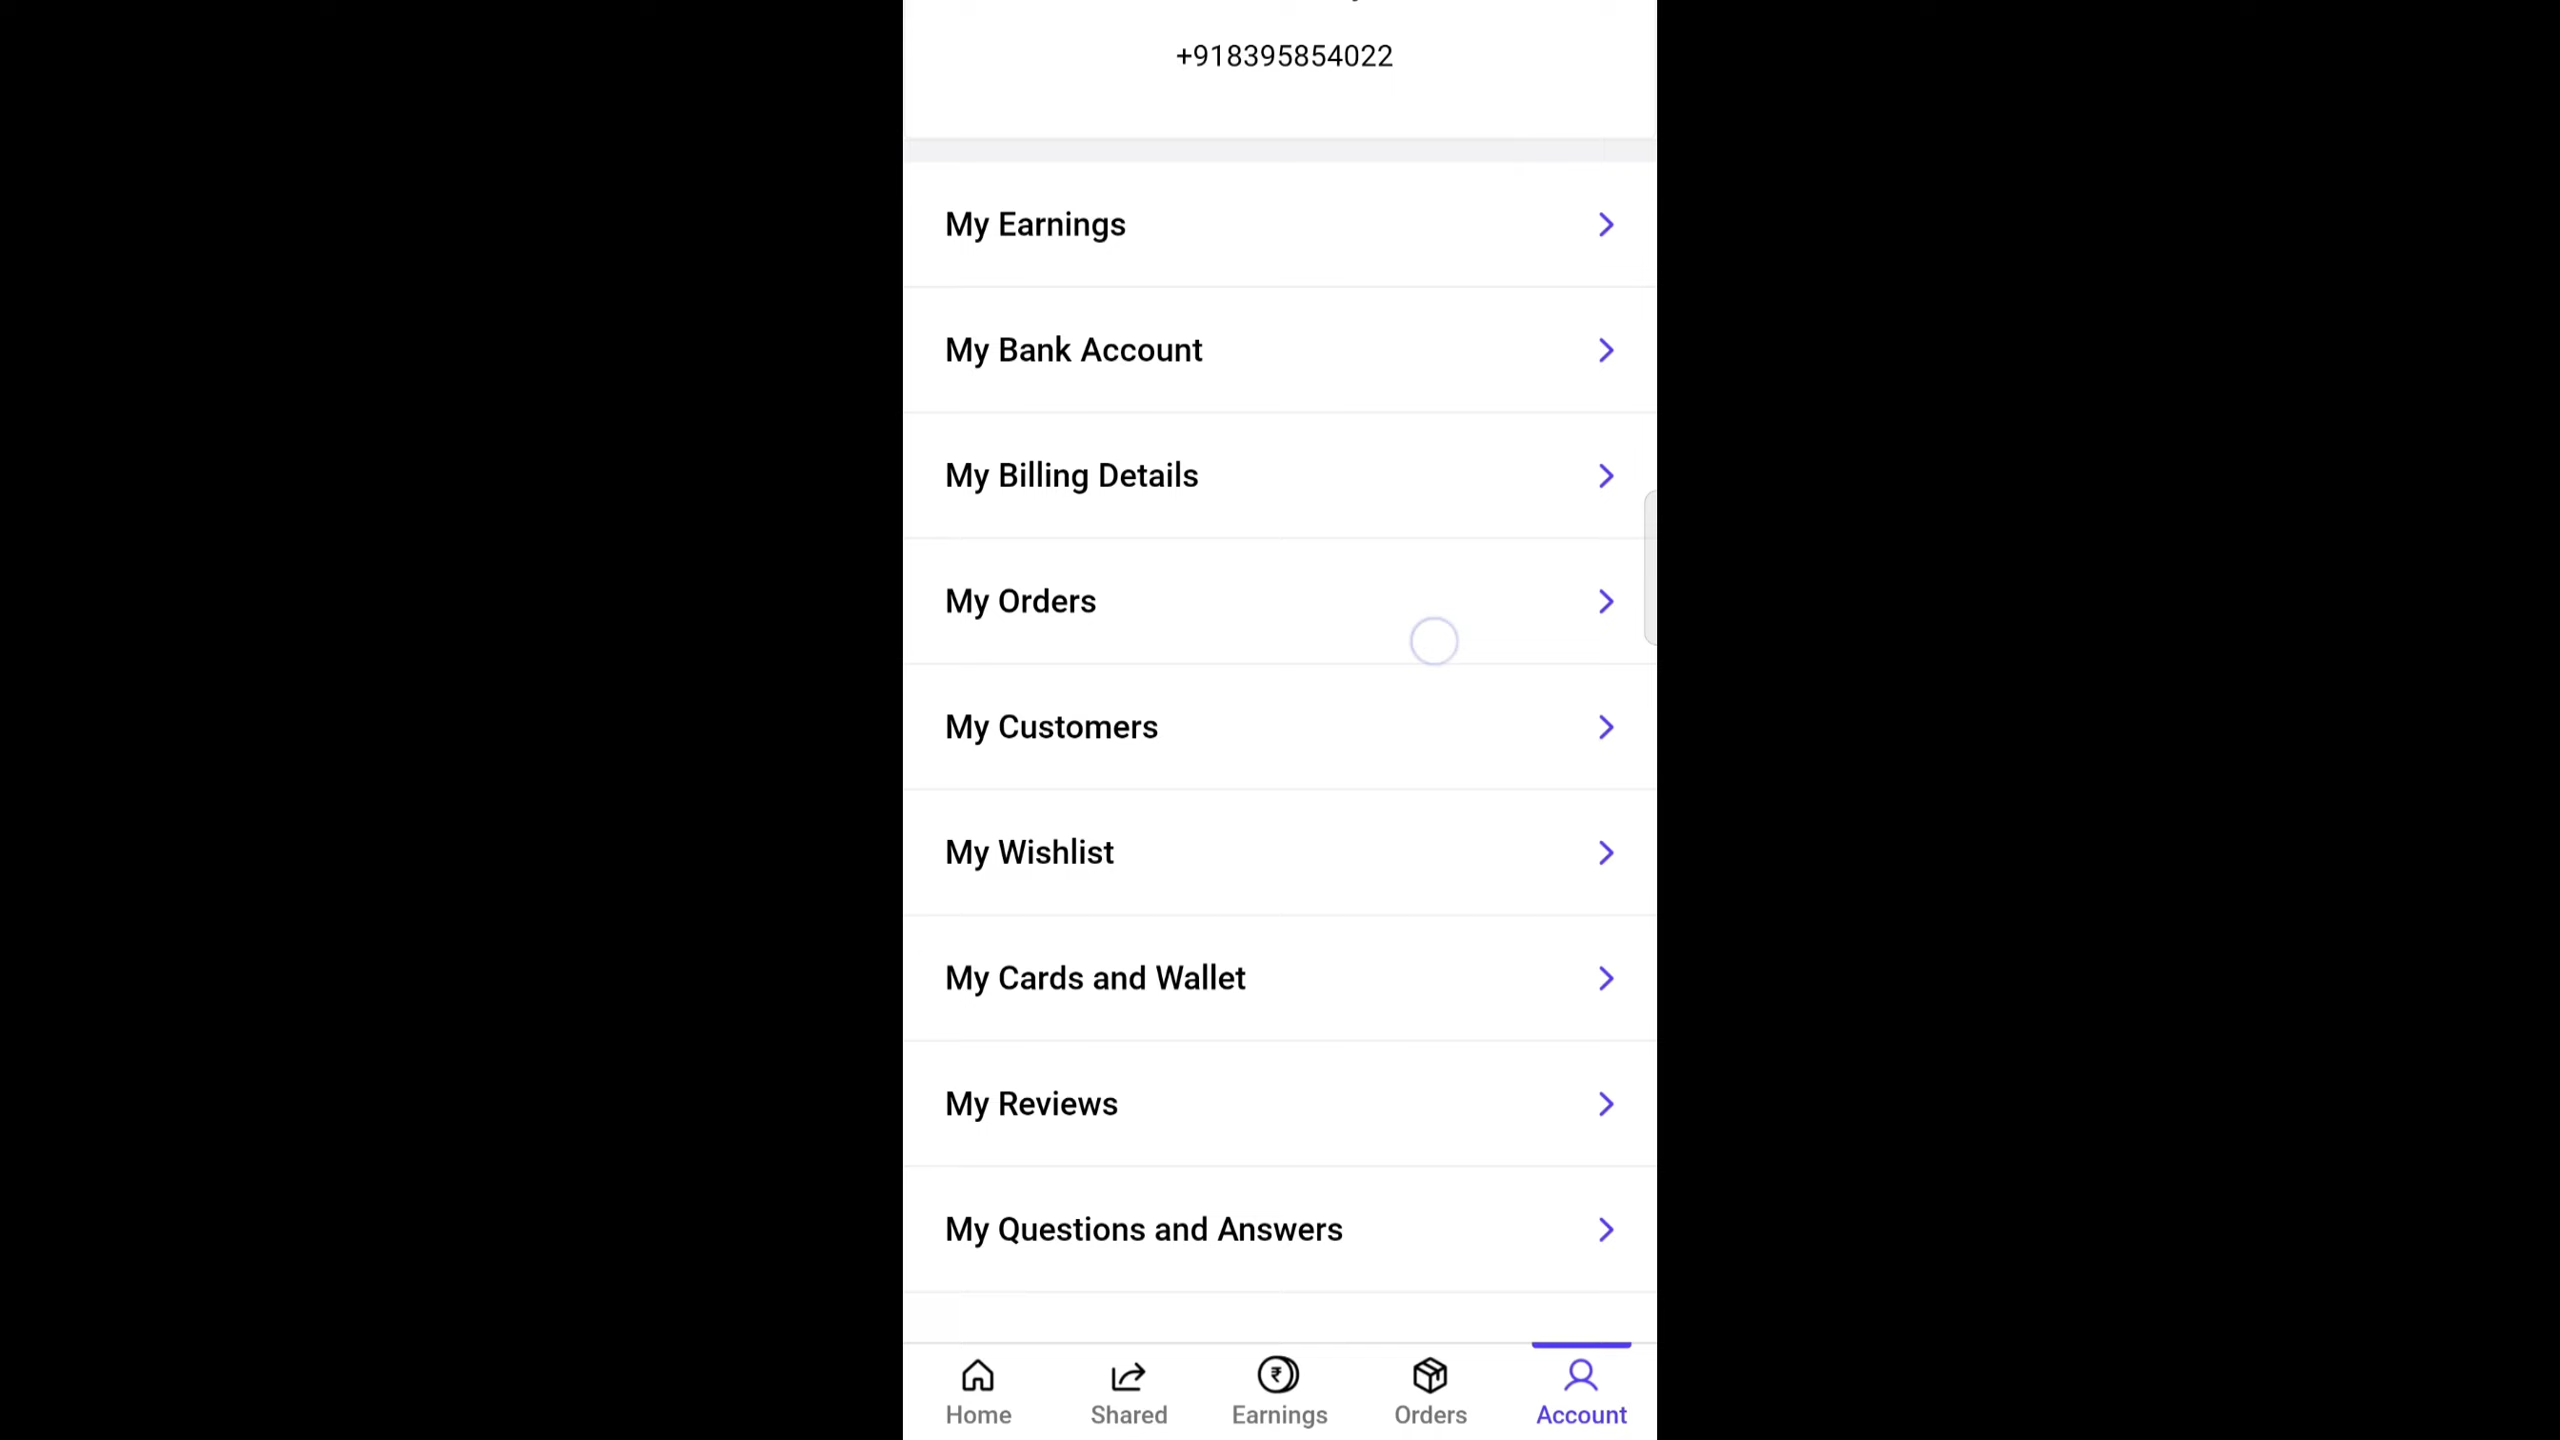 +918395854022
My Earnings
My Bank Account
My Billing Details
My Orders
My Customers
My Wishlist
My Cards and Wallet
My Reviews
My Questions and Answers
Home
Shared
Earnings
Orders
Account